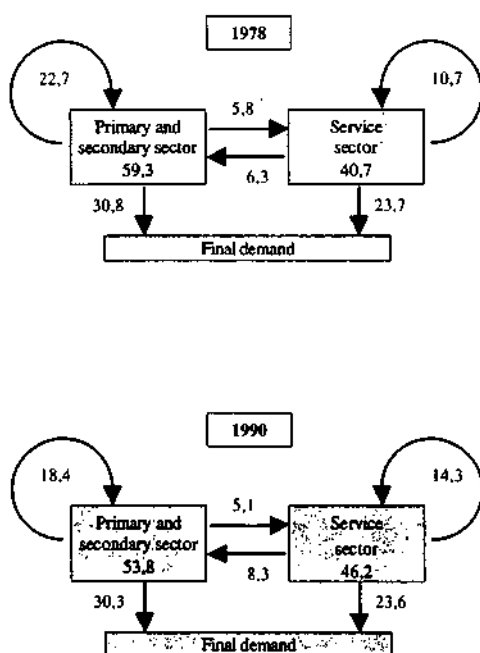 1978
22,7
10,7
5,8
Primary and
secondary sector
59,3
Service
sector
40,7
6,3
30,8
23,7
Final demand
1990
18,4
14,3
5,1
Primary and
secondary sector
53,8
Service
sector
46,2
8,3
30,3
23,6
Final demand